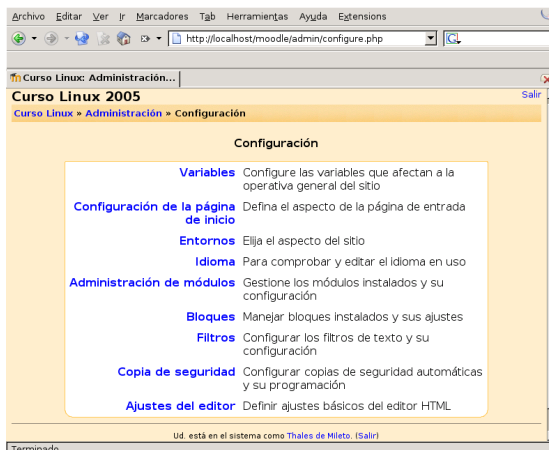 Archivo Editar Ver Ir Marcadores Tab Herramientas Ayuda Extensions
http://localhost/moodle/admin/configure.php
Curso Linux: Administración...
Curso Linux 2005 Salir
Curso Linux » Administración » Configuración
Configuración
Variables Configure las variables que afectan a la
operativa general del sitio
Configuración de la página Defina el aspecto de la página de entrada
de inicio
Entornos Elija el aspecto del sitio
Idioma Para comprobar y editar el idioma en uso
Administración de módulos Gestione los módulos instalados y su
configuración
Bloques Manejar bloques instalados y sus ajustes
Filtros Configurar los filtros de texto y su
configuración
Copia de seguridad Configurar copias de seguridad automáticas
y su programación
Ajustes del editor Definir ajustes básicos del editor HTML
Ud. está en el sistema como Thales de Mileto. (Salir)
Terminado